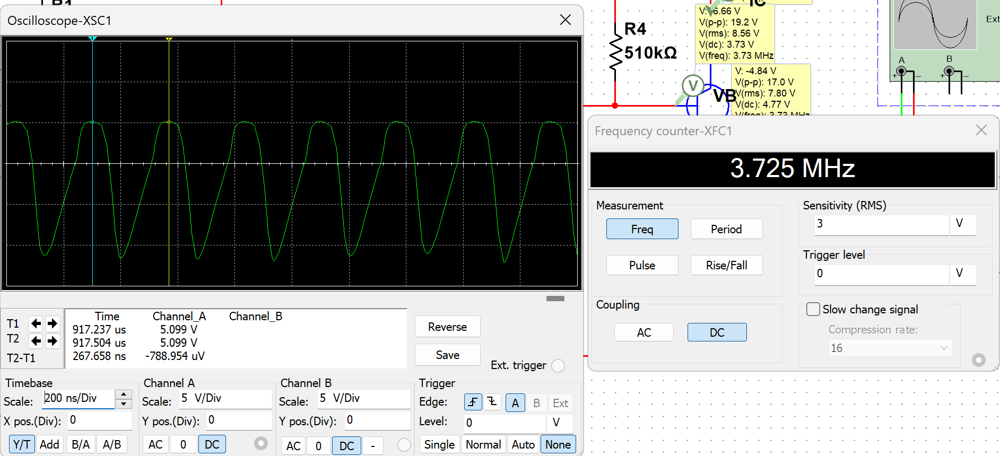 R1
Oscilloscope-XSC1
1
2
Time Channel_A Channel_B
T1 917.237 us 5.099 V
T2 917.504 us 5.099 V
T2-T1 267.658 ns -788.954 uV
Reverse
Save
Ext. trigger
Timebase
Scale: 200 ns/Div
X pos.(Div): 0
Y/T Add B/A A/B
Channel A
Scale: 5 V/Div
Y pos.(Div): 0
AC 0 DC
Channel B
Scale: 5 V/Div
Y pos.(Div): 0
AC 0 DC -
Trigger
Edge: A B Ext
Level: 0 V
Single Normal Auto None
R4
510kΩ
IC
V: 6.66 V
V(p-p): 19.2 V
V(rms): 8.56 V
V(dc): 3.73 V
V(freq): 3.73 MHz
V
VB
V: -4.84 V
V(p-p): 17.0 V
V(rms): 7.80 V
V(dc): 4.77 V
V(freq): 3.73 MHz
Ext
A B
+ − + −
Frequency counter-XFC1
3.725 MHz
Measurement
Freq Period
Pulse Rise/Fall
Coupling
AC DC
Sensitivity (RMS)
3 V
Trigger level
0 V
Slow change signal
Compression rate:
16